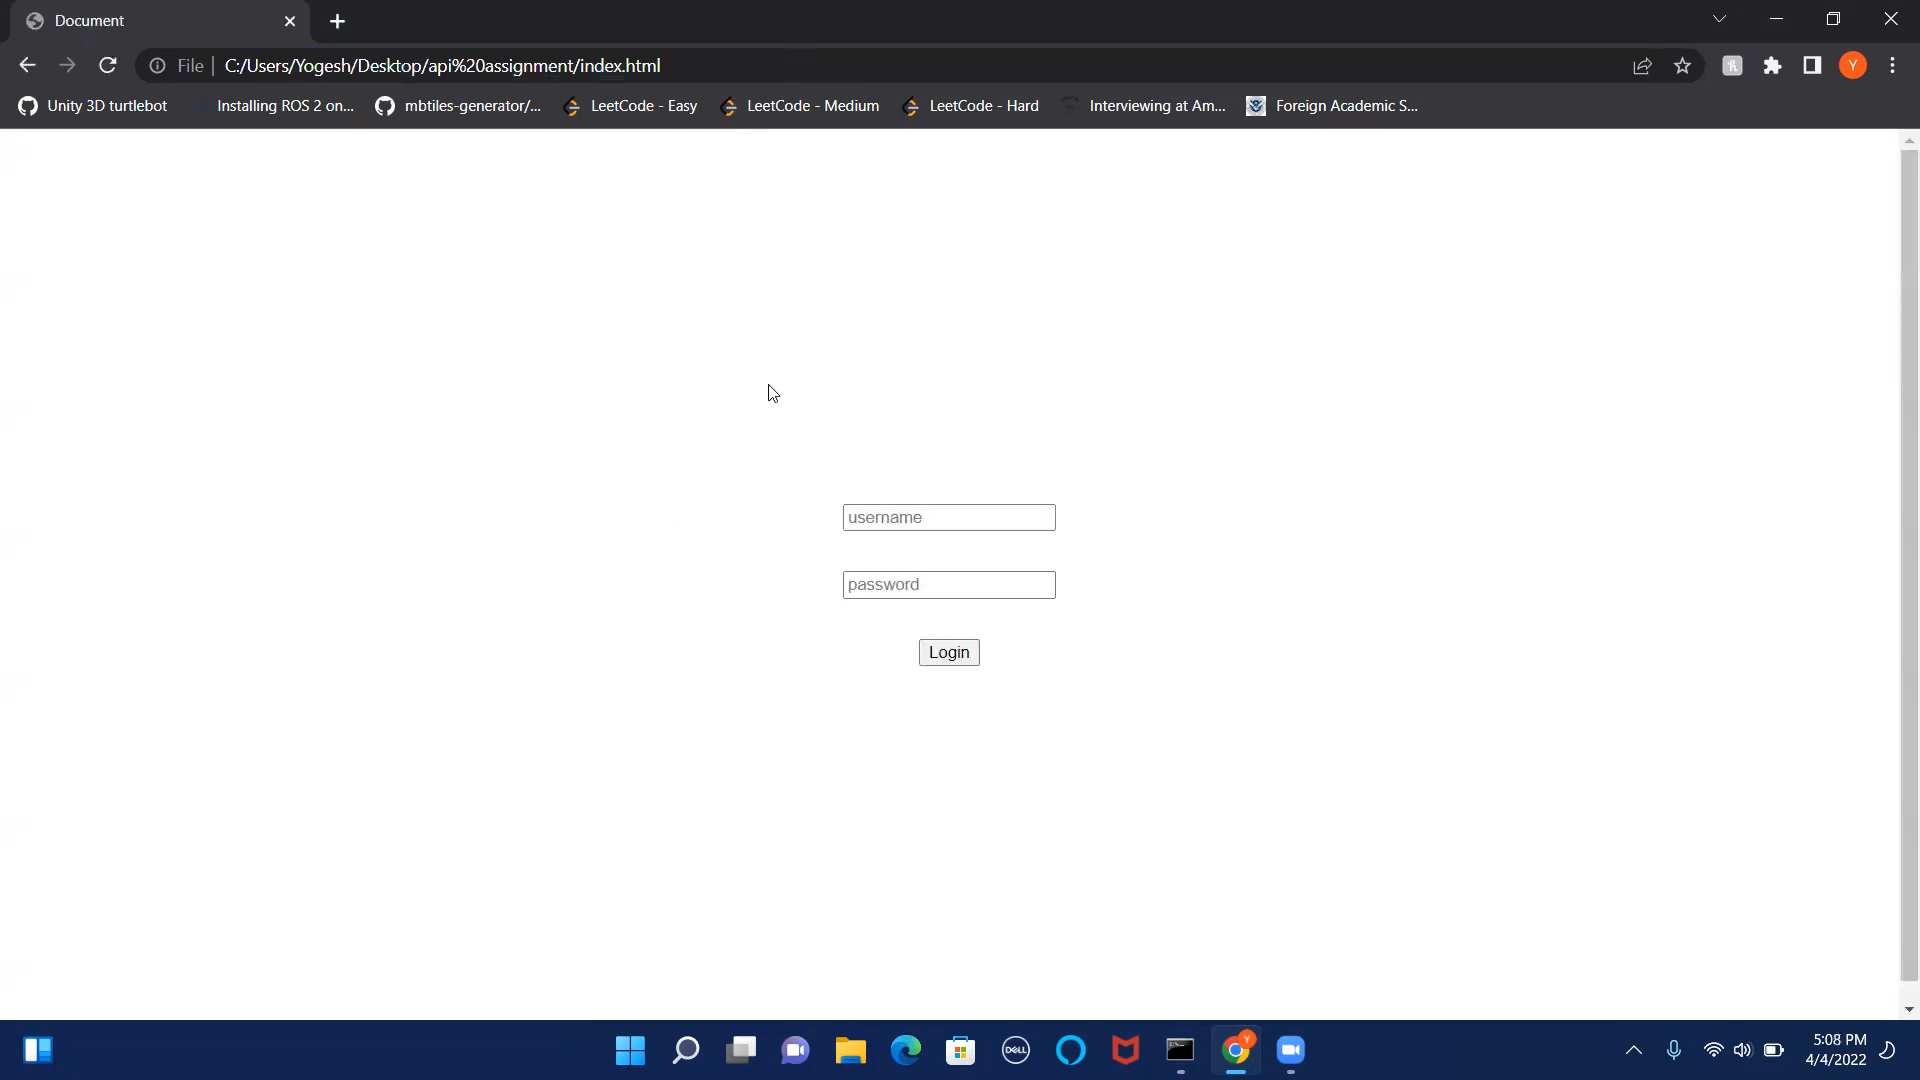 Document
File C:/Users/Yogesh/Desktop/api%20assignment/index.html
Y
Unity 3D turtlebot Installing ROS 2 on... mbtiles-generator/... LeetCode - Easy LeetCode - Medium LeetCode - Hard Interviewing at Am... Foreign Academic S...
username
password
Login
DELL
Y
5:08 PM
4/4/2022